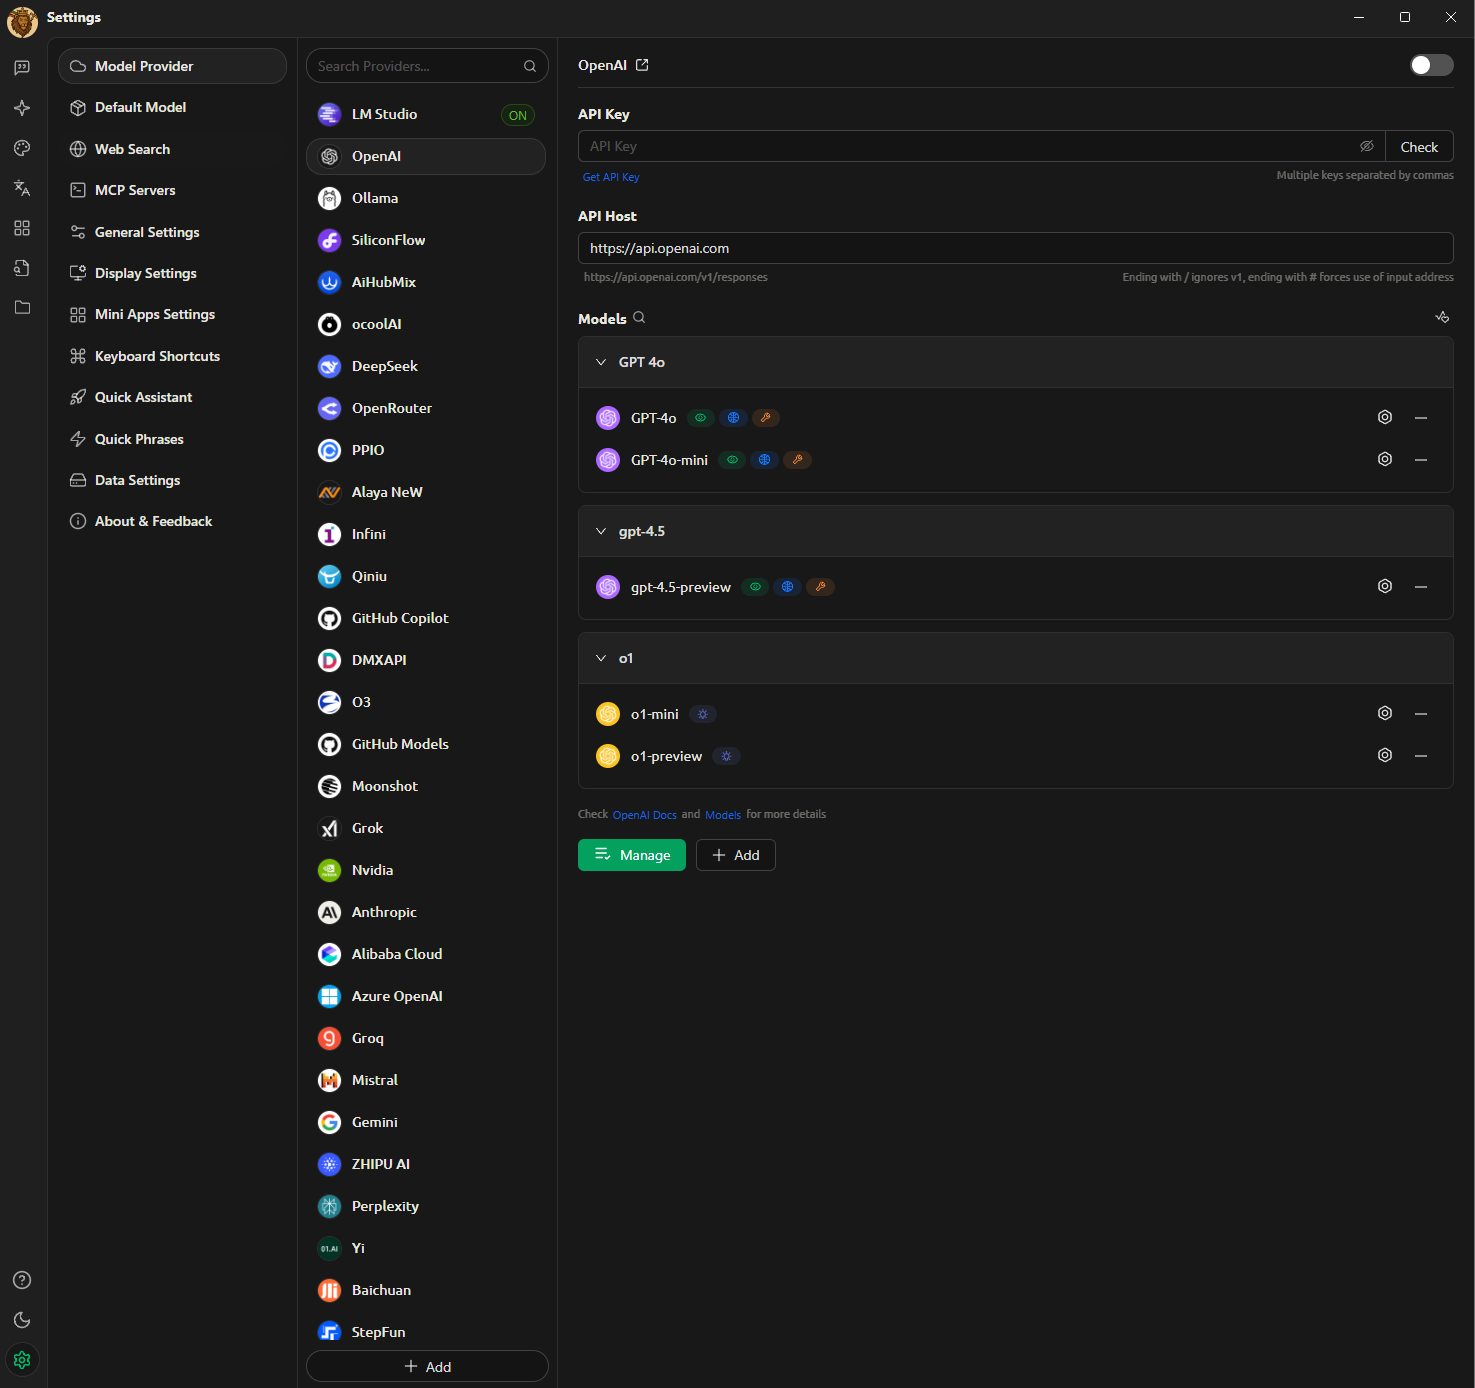 Settings
Model Provider
Default Model
Web Search
MCP Servers
General Settings
Display Settings
Mini Apps Settings
Keyboard Shortcuts
Quick Assistant
Quick Phrases
Data Settings
About & Feedback
Search Providers...
LM Studio
ON
OpenAI
Ollama
SiliconFlow
AiHubMix
ocoolAI
DeepSeek
OpenRouter
PPIO
Alaya NeW
Infini
Qiniu
GitHub Copilot
DMXAPI
O3
GitHub Models
Moonshot
Grok
Nvidia
Anthropic
Alibaba Cloud
Azure OpenAI
Groq
Mistral
Gemini
ZHIPU AI
Perplexity
01.AI
Yi
Baichuan
StepFun
Add
OpenAI
API Key
API Key
Check
Get API Key
Multiple keys separated by commas
API Host
https://api.openai.com
https://api.openai.com/v1/responses
Ending with / ignores v1, ending with # forces use of input address
Models
GPT 4o
GPT-4o
GPT-4o-mini
gpt-4.5
gpt-4.5-preview
o1
o1-mini
o1-preview
Check OpenAI Docs and Models for more details
Manage
Add